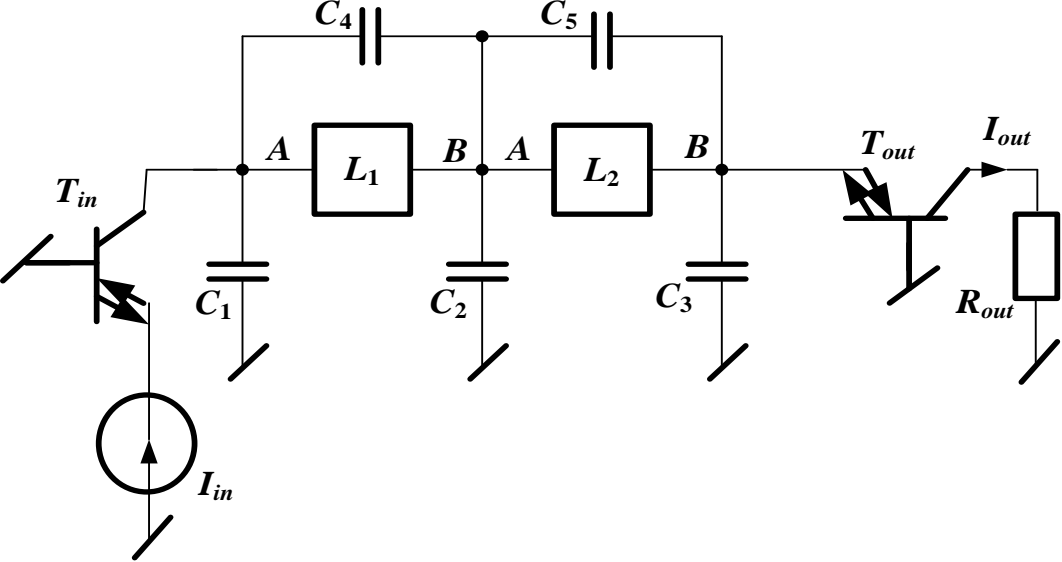 C4 C5
A L1 B A L2 B Tout Iout
Tin
C1 C2 C3 Rout
Iin